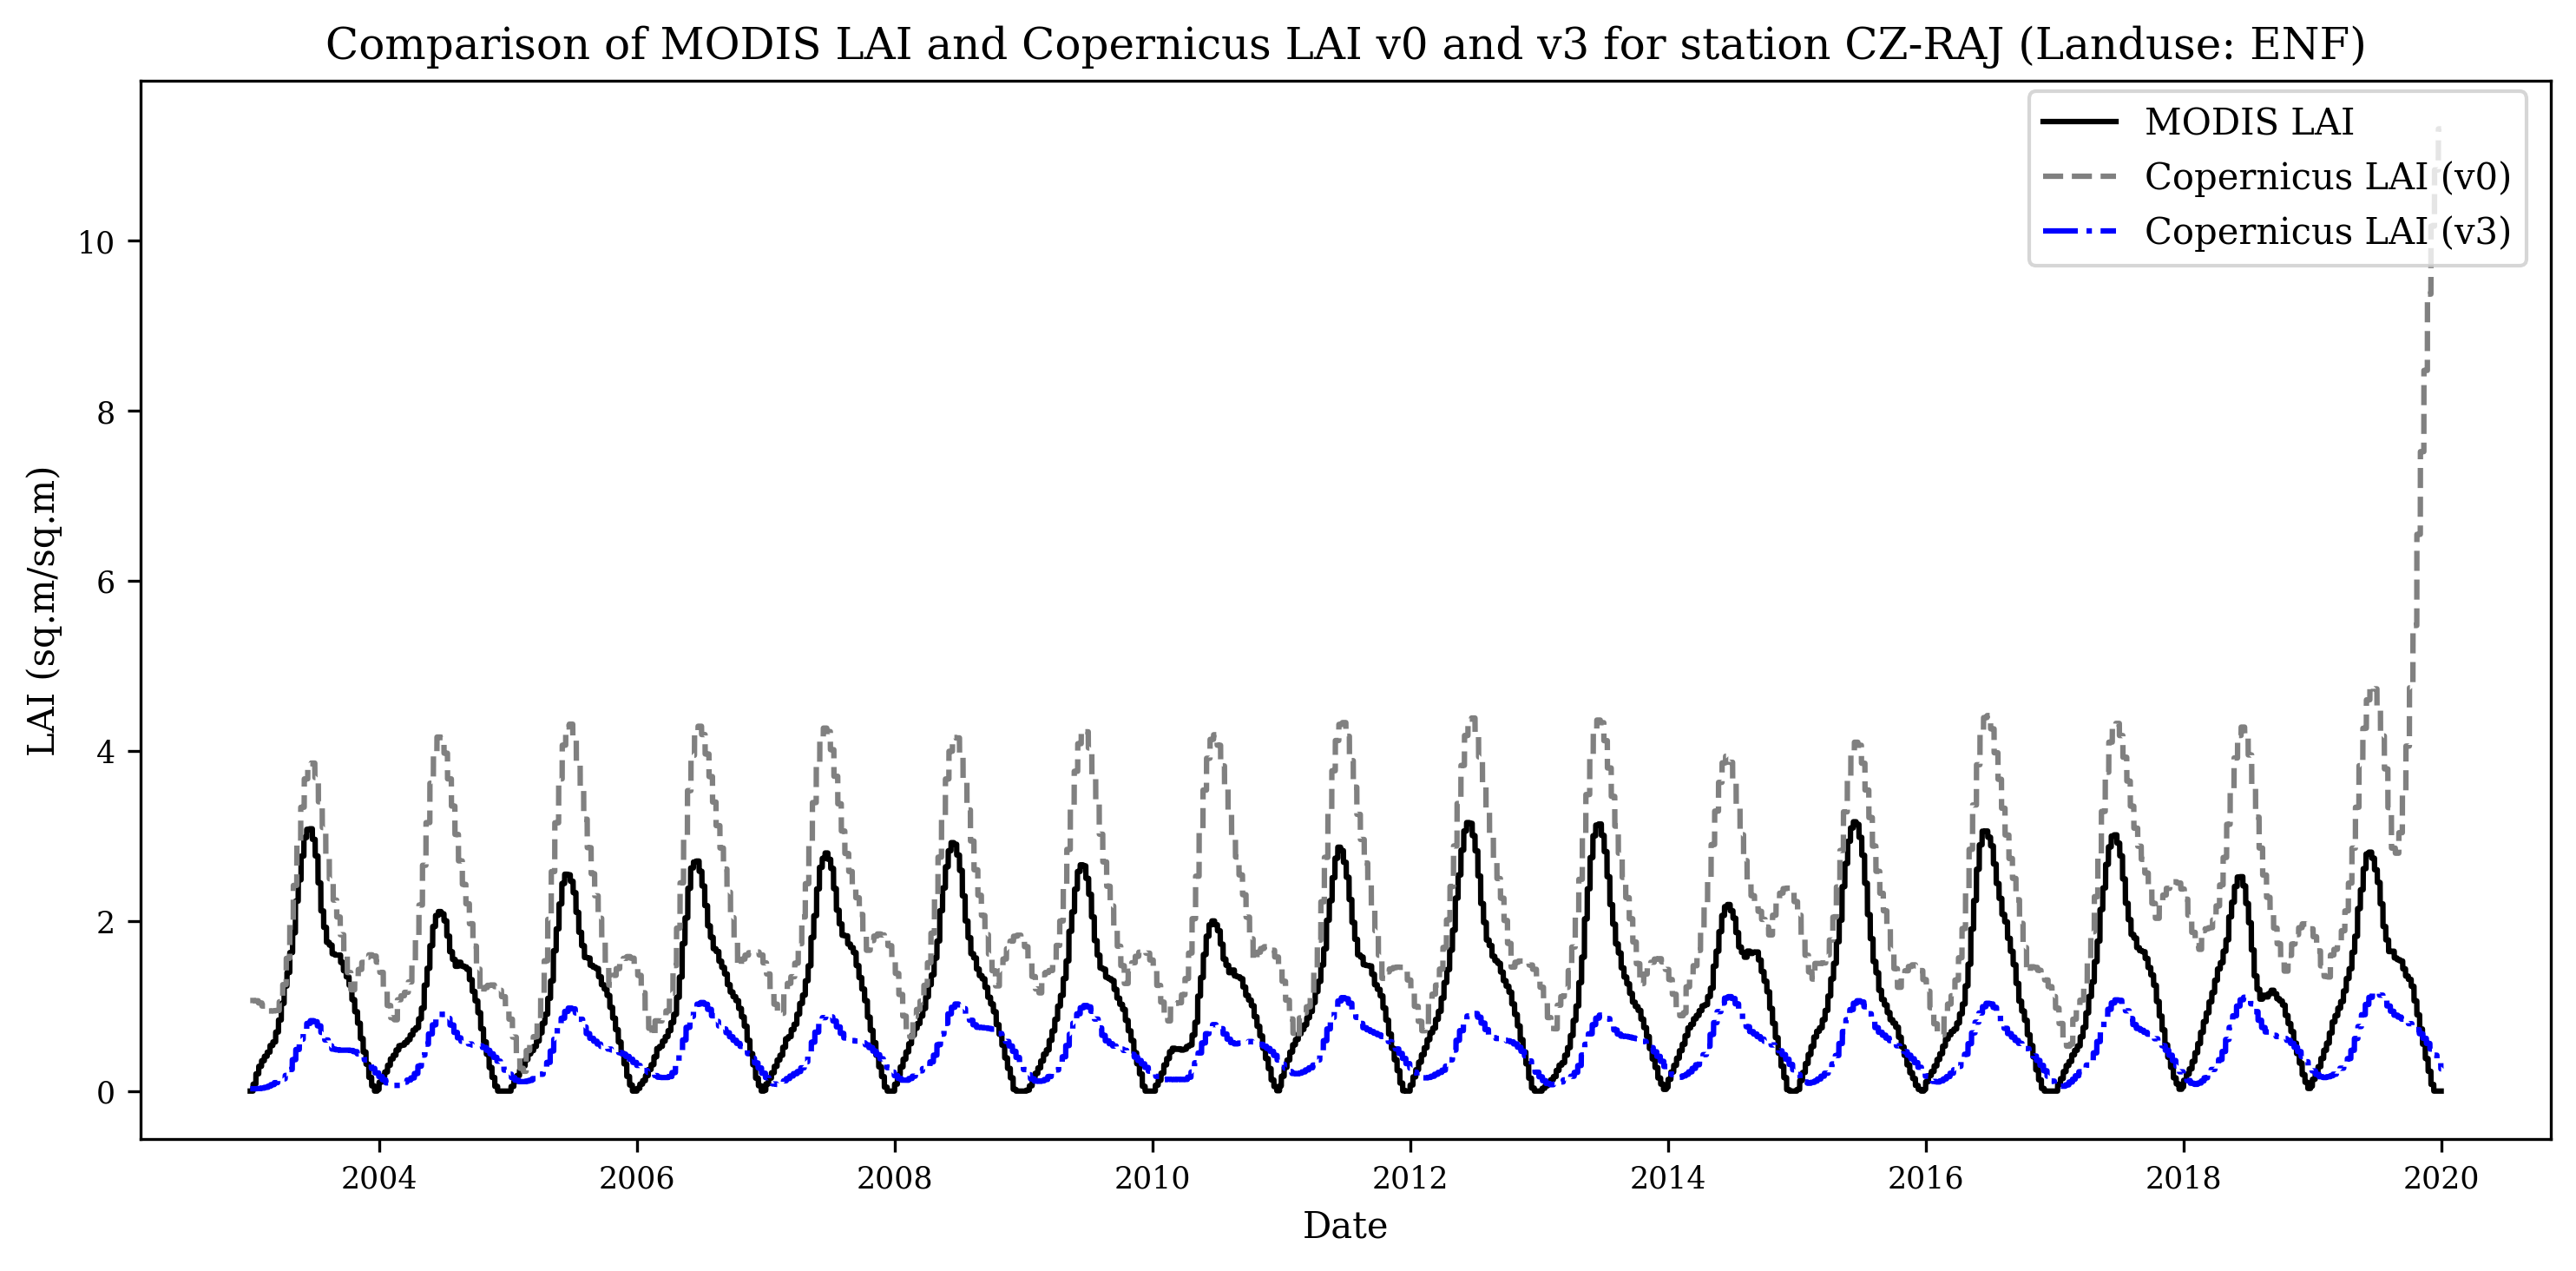 Comparison of MODIS LAI and Copernicus LAI v0 and v3 for station CZ-RAJ (Landuse: ENF)
MODIS LAI
Copernicus LAI (v0)
Copernicus LAI (v3)
LAI (sq.m/sq.m)
10
8
6
4
2
0
2004 2006 2008 2010 2012 2014 2016 2018 2020
Date